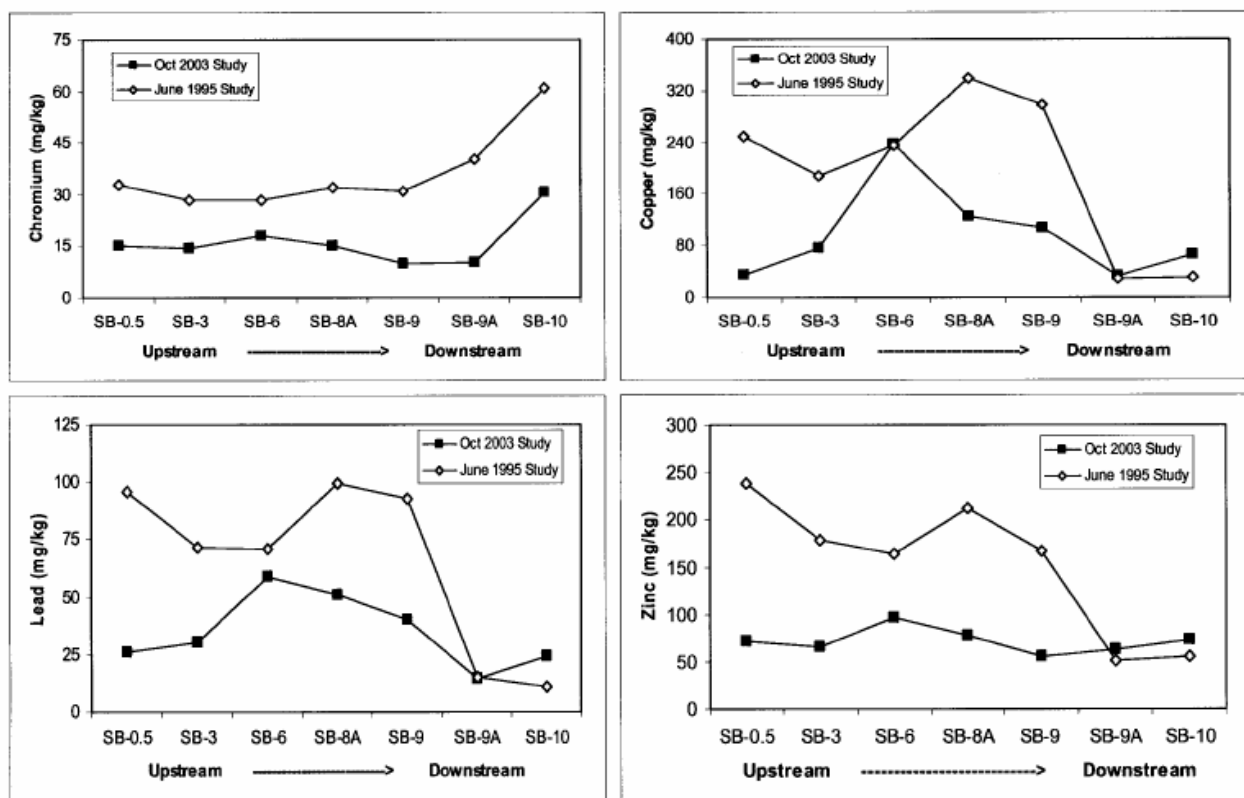 Chromium (mg/kg)
75
60
45
30
15
0
Oct 2003 Study
June 1995 Study
SB-0.5 SB-3 SB-6 SB-8A SB-9 SB-9A SB-10
Upstream Downstream
Copper (mg/kg)
400
320
240
160
80
0
Oct 2003 Study
June 1995 Study
SB-0.5 SB-3 SB-6 SB-8A SB-9 SB-9A SB-10
Upstream Downstream
Lead (mg/kg)
125
100
75
50
25
0
Oct 2003 Study
June 1995 Study
SB-0.5 SB-3 SB-6 SB-8A SB-9 SB-9A SB-10
Upstream Downstream
Zinc (mg/kg)
300
250
200
150
100
50
0
Oct 2003 Study
June 1995 Study
SB-0.5 SB-3 SB-6 SB-8A SB-9 SB-9A SB-10
Upstream Downstream